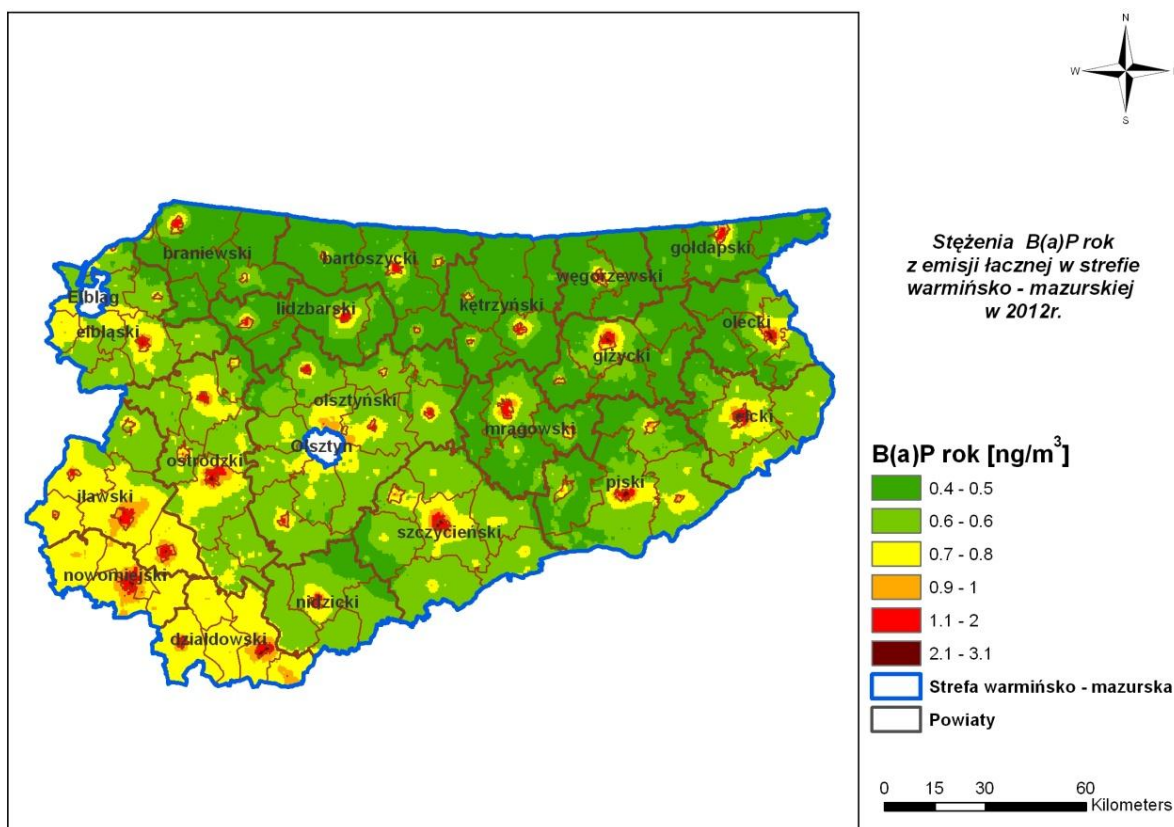 N
W
S
Stężenia B(a)P rok
z emisji łacznej w strefie
warmińsko - mazurskiej
w 2012r.
braniewski
bartoszycki
gołdapski
węgorzewski
Elbląg
kętrzyński
lidzbarski
elbląski
olecki
giżycki
olsztyński
ełcki
mrągowski
Olsztyn
ostródzki
iławski
piski
szczycieński
nowomiejski
nidzicki
działdowski
B(a)P rok [ng/m³]
0.4 - 0.5
0.6 - 0.6
0.7 - 0.8
0.9 - 1
1.1 - 2
2.1 - 3.1
Strefa warmińsko - mazurska
Powiaty
0 15 30 60
Kilometers